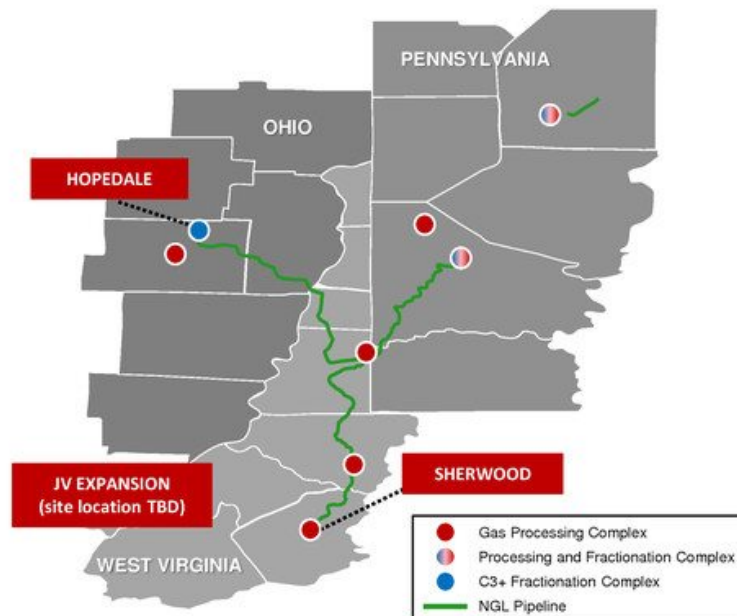 PENNSYLVANIA
OHIO
HOPEDALE
JV EXPANSION
(site location TBD)
SHERWOOD
WEST VIRGINIA
Gas Processing Complex
Processing and Fractionation Complex
C3+ Fractionation Complex
NGL Pipeline